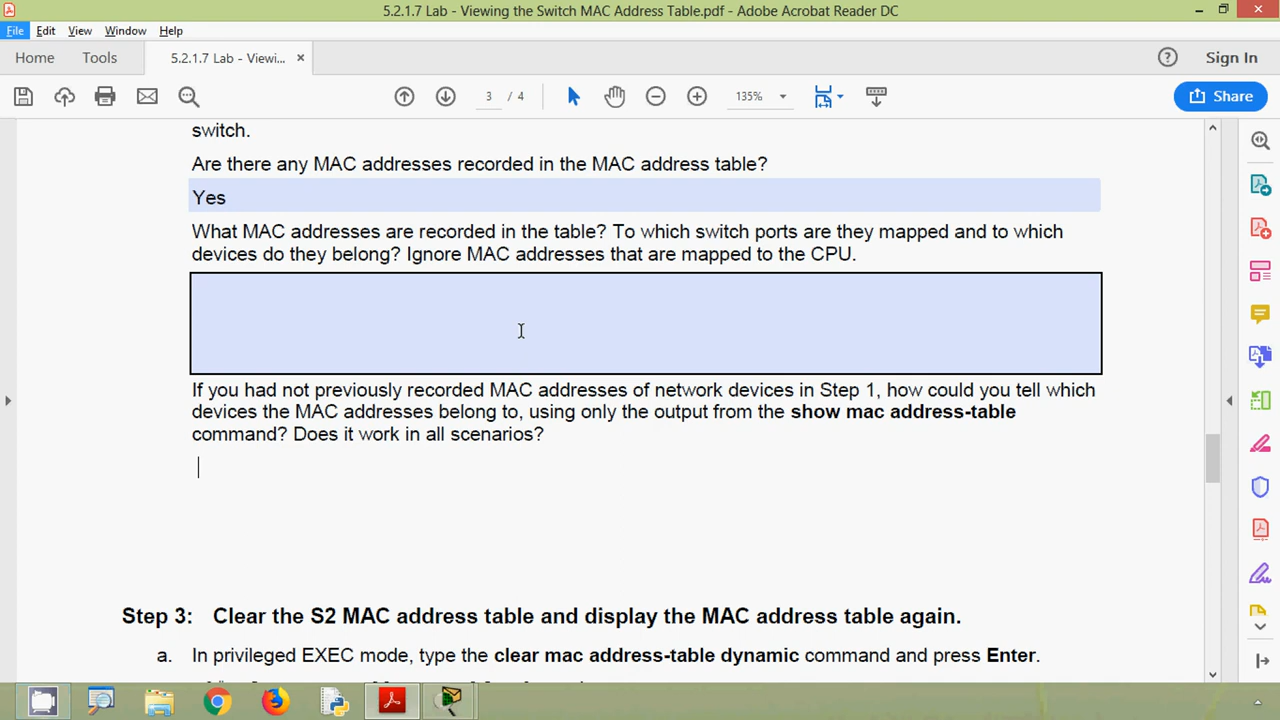 5.2.1.7 Lab - Viewing the Switch MAC Address Table.pdf - Adobe Acrobat Reader DC
File Edit View Window Help
Home Tools 5.2.1.7 Lab - Viewi... × Sign In
3 / 4 135% Share
switch.
Are there any MAC addresses recorded in the MAC address table?
Yes
What MAC addresses are recorded in the table? To which switch ports are they mapped and to which
devices do they belong? Ignore MAC addresses that are mapped to the CPU.
If you had not previously recorded MAC addresses of network devices in Step 1, how could you tell which
devices the MAC addresses belong to, using only the output from the show mac address-table
command? Does it work in all scenarios?
Step 3: Clear the S2 MAC address table and display the MAC address table again.
a. In privileged EXEC mode, type the clear mac address-table dynamic command and press Enter.